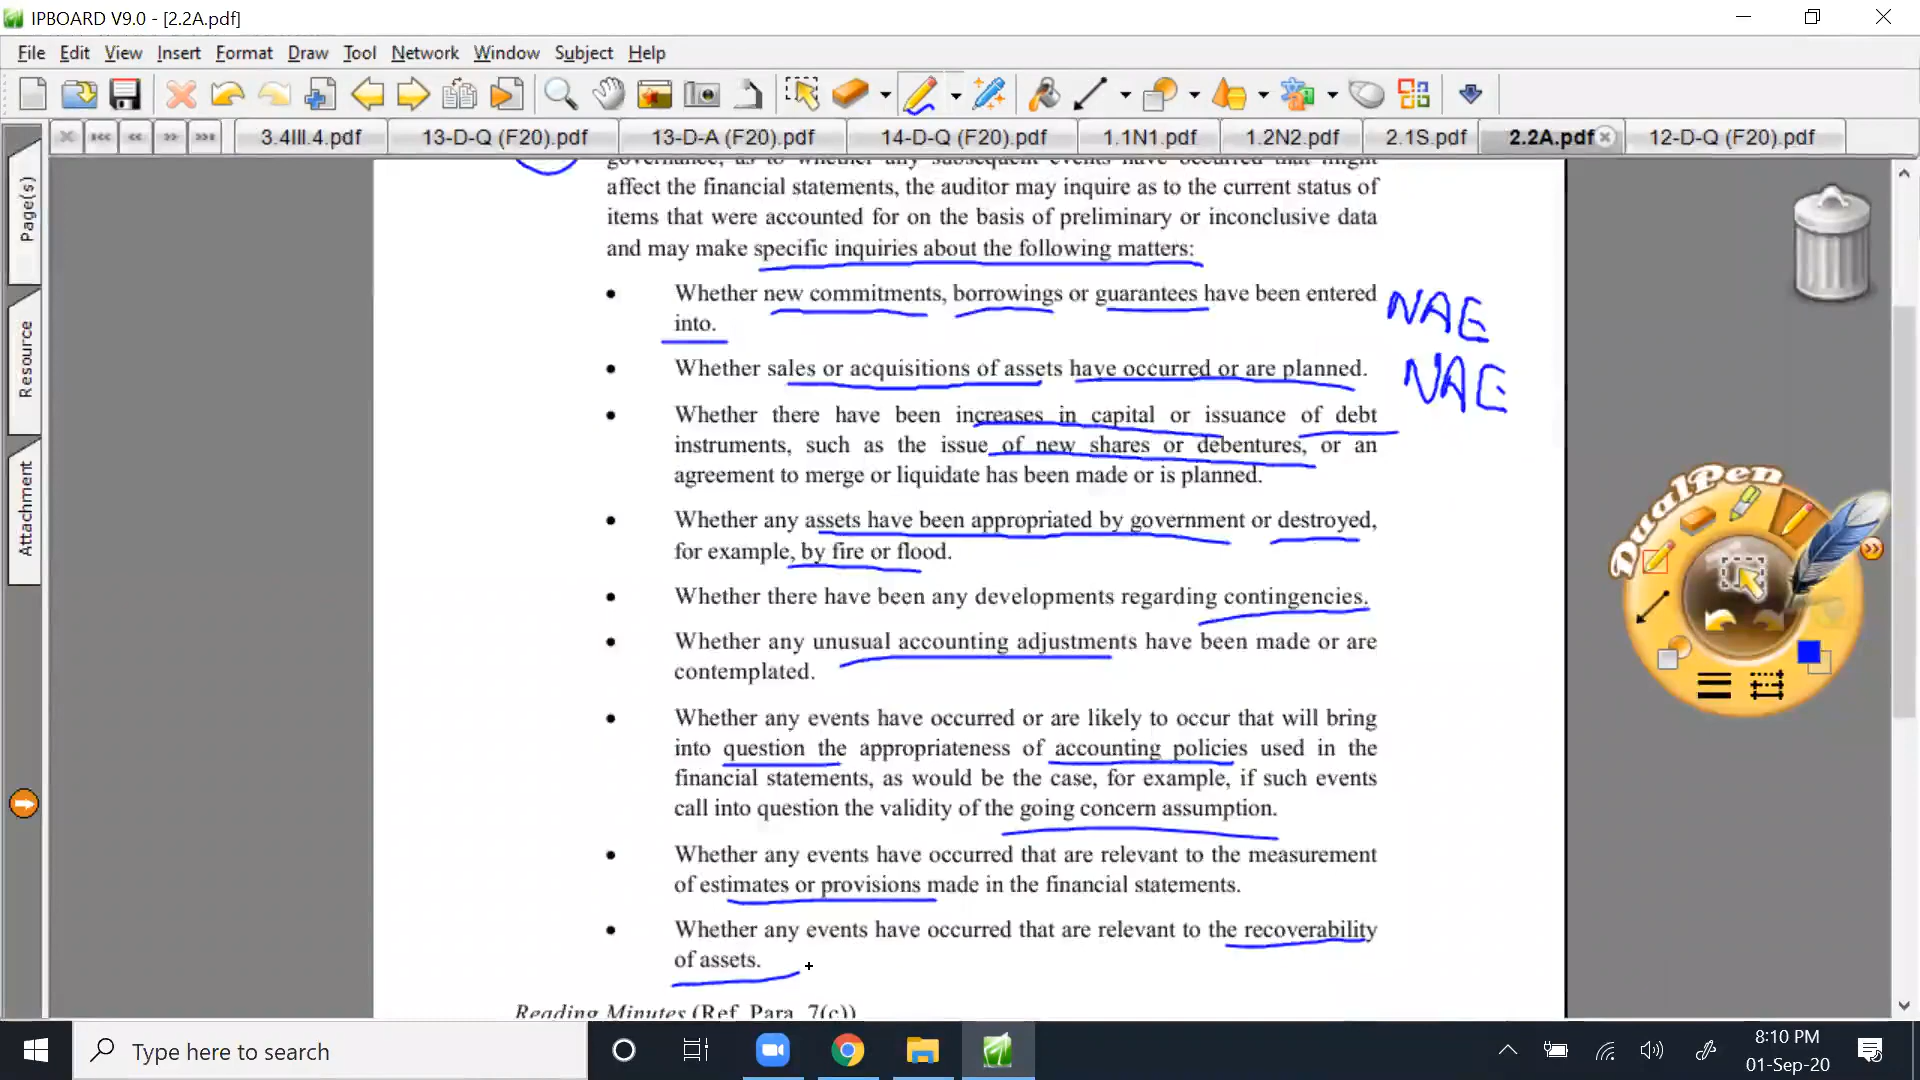 IPBOARD V9.0 - [2.2A.pdf]
File Edit View Insert Format Draw Tool Network Window Subject Help
3.4III.4.pdf 13-D-Q (F20).pdf 13-D-A (F20).pdf 14-D-Q (F20).pdf 1.1N1.pdf 1.2N2.pdf 2.1S.pdf 2.2A.pdf 12-D-Q (F20).pdf
Page(s)
Resource
Attachment
governance, as to whether any subsequent events have occurred that might
affect the financial statements, the auditor may inquire as to the current status of
items that were accounted for on the basis of preliminary or inconclusive data
and may make specific inquiries about the following matters:
• Whether new commitments, borrowings or guarantees have been entered
into.
NAE
• Whether sales or acquisitions of assets have occurred or are planned.
NAE
• Whether there have been increases in capital or issuance of debt
instruments, such as the issue of new shares or debentures, or an
agreement to merge or liquidate has been made or is planned.
• Whether any assets have been appropriated by government or destroyed,
for example, by fire or flood.
• Whether there have been any developments regarding contingencies.
• Whether any unusual accounting adjustments have been made or are
contemplated.
• Whether any events have occurred or are likely to occur that will bring
into question the appropriateness of accounting policies used in the
financial statements, as would be the case, for example, if such events
call into question the validity of the going concern assumption.
• Whether any events have occurred that are relevant to the measurement
of estimates or provisions made in the financial statements.
• Whether any events have occurred that are relevant to the recoverability
of assets.
Reading Minutes (Ref. Para. 7(c))
DualPen
Type here to search
8:10 PM
01-Sep-20